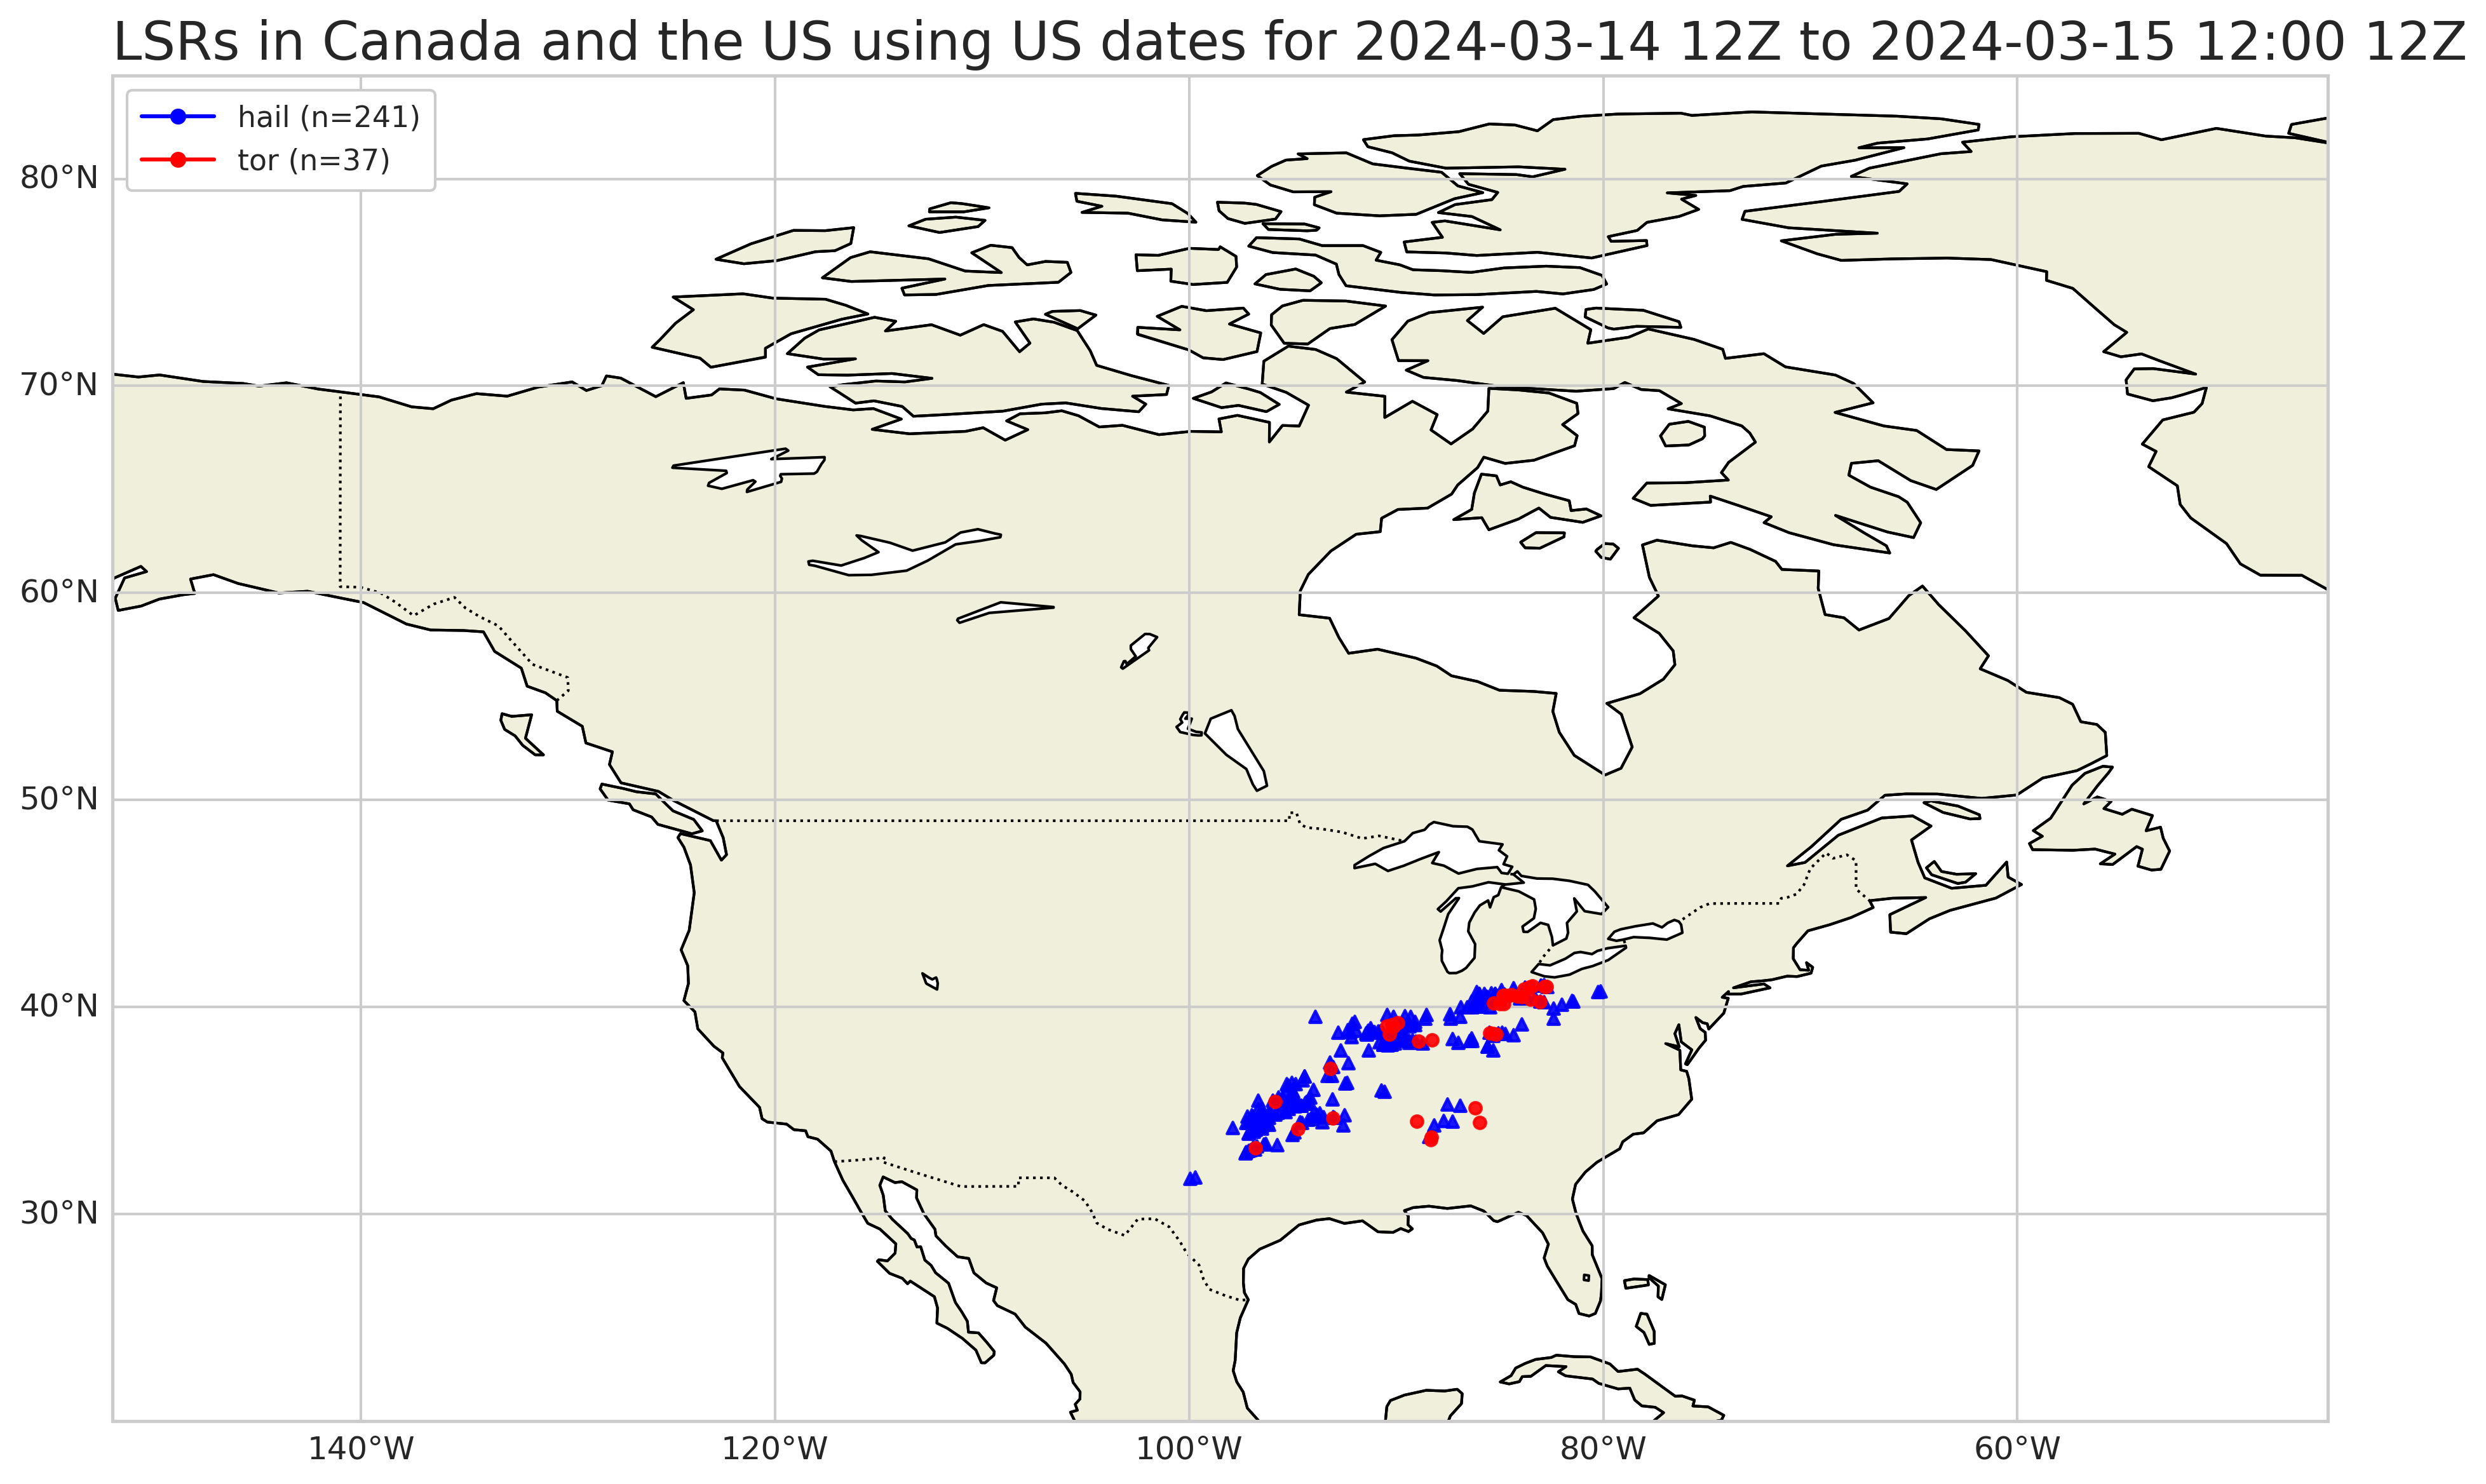 LSRs in Canada and the US using US dates for 2024-03-14 12Z to 2024-03-15 12:00 12Z
hail (n=241)
tor (n=37)
80°N
70°N
60°N
50°N
40°N
30°N
140°W
120°W
100°W
80°W
60°W